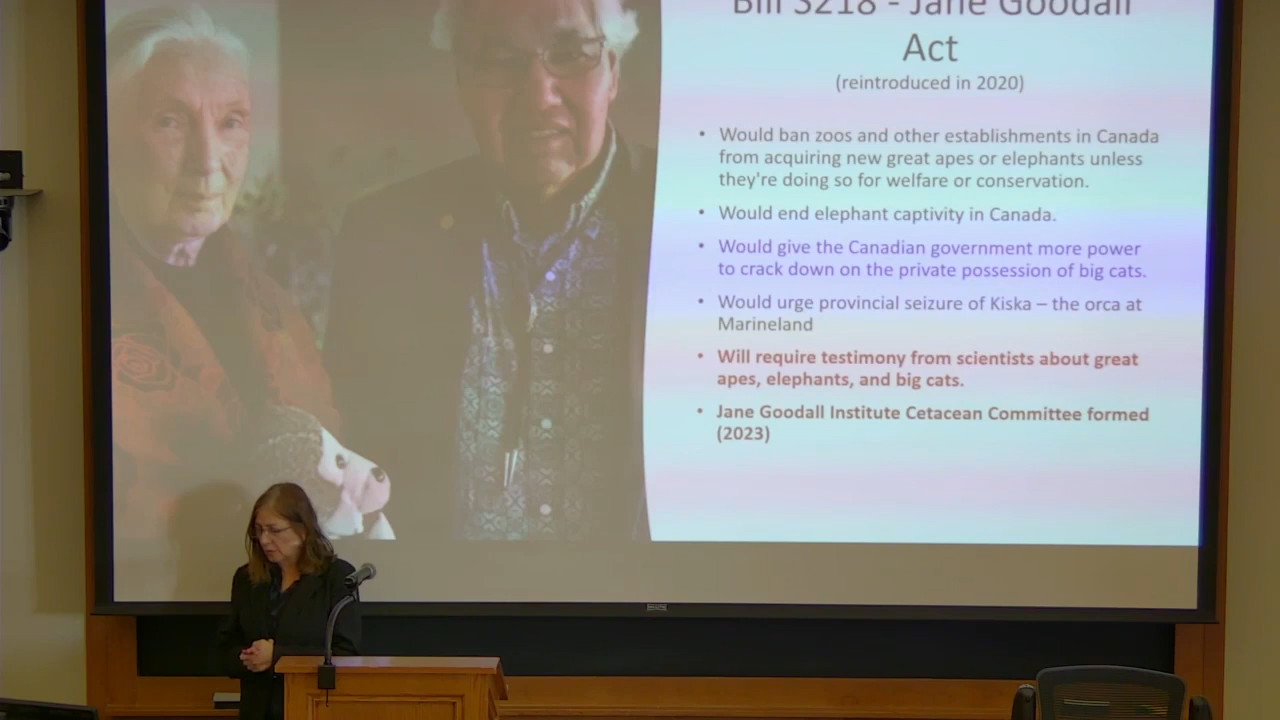 Bill S218 - Jane Goodall
Act
(reintroduced in 2020)
• Would ban zoos and other establishments in Canada
from acquiring new great apes or elephants unless
they're doing so for welfare or conservation.
• Would end elephant captivity in Canada.
• Would give the Canadian government more power
to crack down on the private possession of big cats.
• Would urge provincial seizure of Kiska – the orca at
Marineland
• Will require testimony from scientists about great
apes, elephants, and big cats.
• Jane Goodall Institute Cetacean Committee formed
(2023)